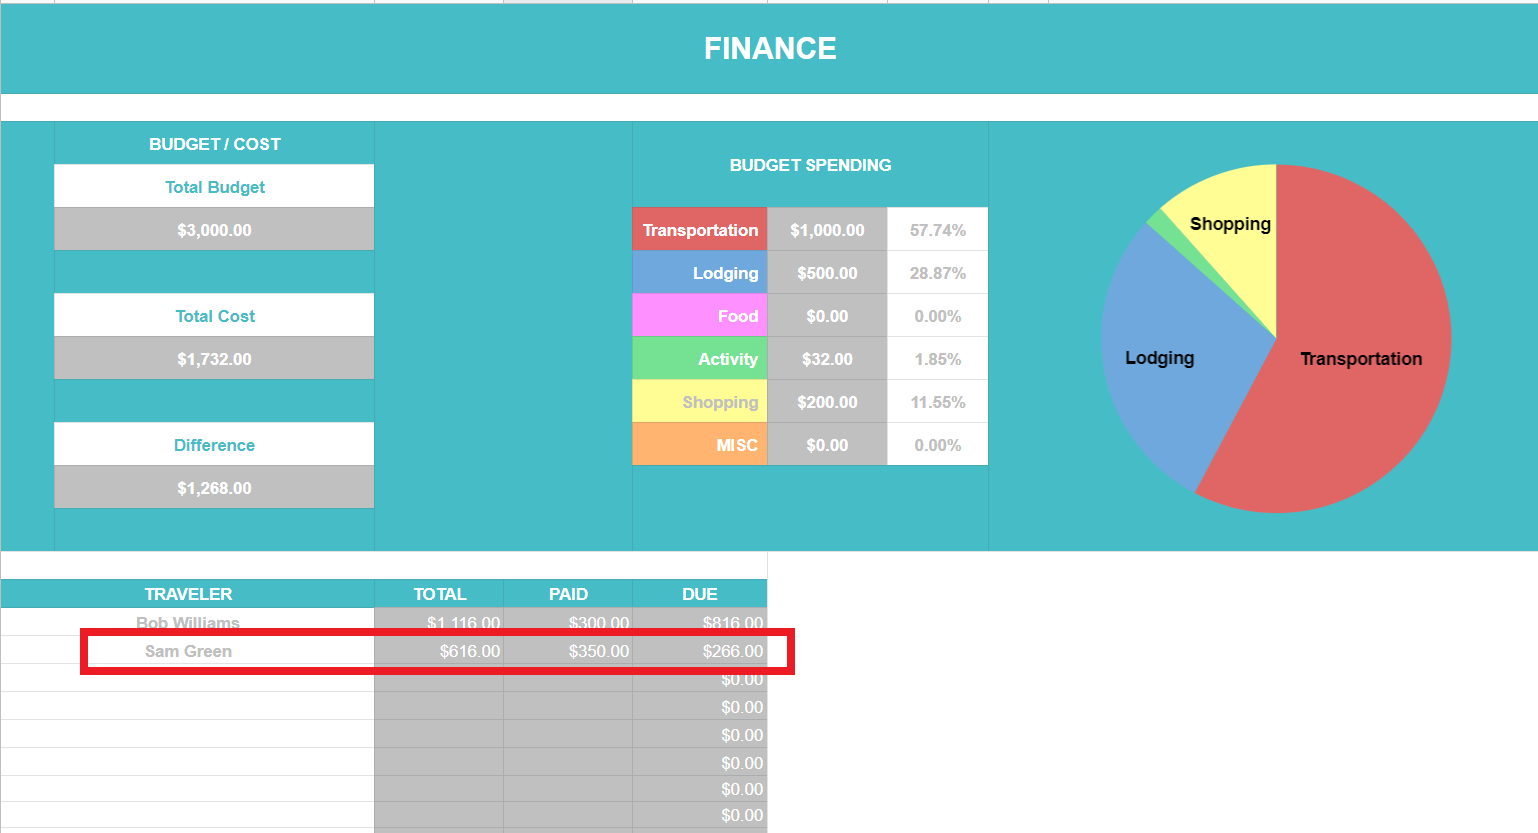 FINANCE
BUDGET / COST
Total Budget
$3,000.00
Total Cost
$1,732.00
Difference
$1,268.00
BUDGET SPENDING
Transportation $1,000.00 57.74%
Lodging $500.00 28.87%
Food $0.00 0.00%
Activity $32.00 1.85%
Shopping $200.00 11.55%
MISC $0.00 0.00%
Shopping
Lodging
Transportation
TRAVELER TOTAL PAID DUE
Bob Williams $1,116.00 $300.00 $816.00
Sam Green $616.00 $350.00 $266.00
$0.00
$0.00
$0.00
$0.00
$0.00
$0.00